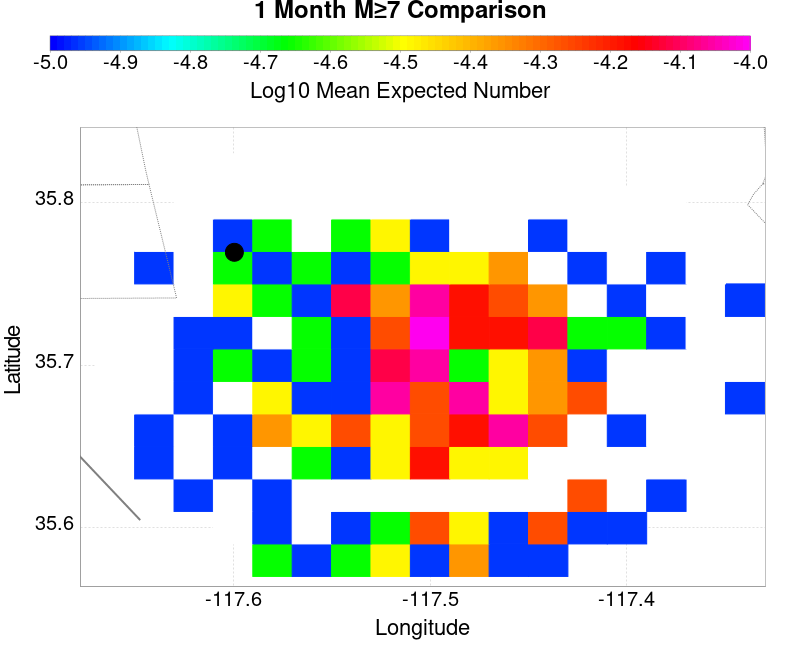 1 Month M≥7 Comparison
-5.0 -4.9 -4.8 -4.7 -4.6 -4.5 -4.4 -4.3 -4.2 -4.1 -4.0
Log10 Mean Expected Number
35.8
35.7
35.6
Latitude
-117.6 -117.5 -117.4
Longitude